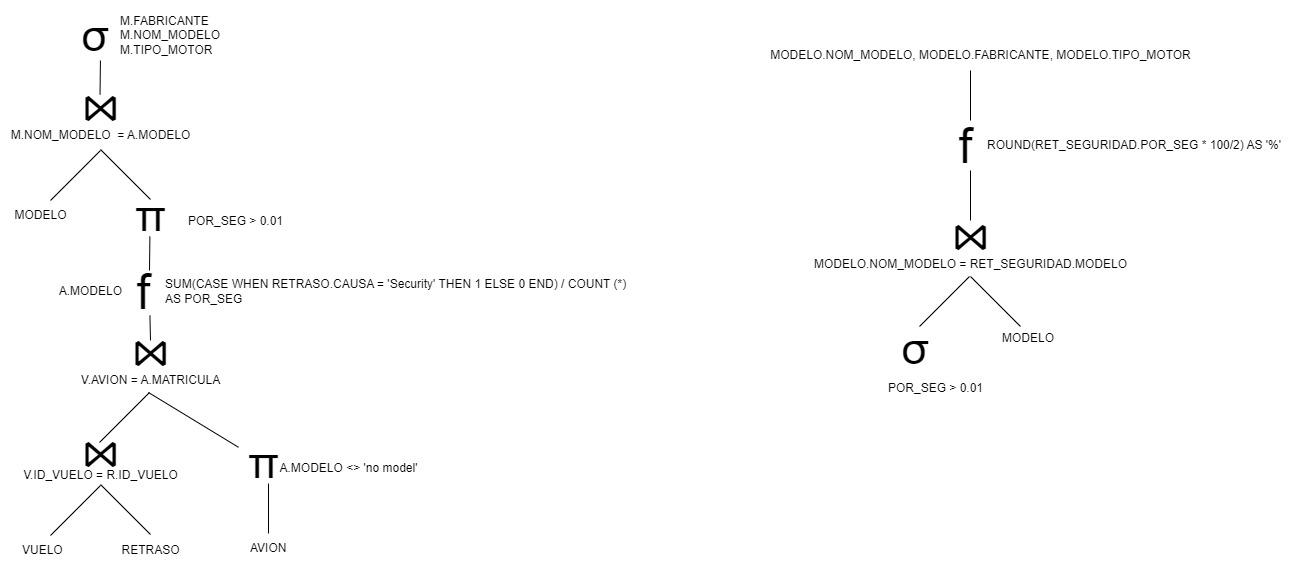 σ M.FABRICANTE
M.NOM_MODELO
M.TIPO_MOTOR
⋈
M.NOM_MODELO = A.MODELO
MODELO
π POR_SEG > 0.01
A.MODELO f SUM(CASE WHEN RETRASO.CAUSA = 'Security' THEN 1 ELSE 0 END) / COUNT (*)
AS POR_SEG
⋈
V.AVION = A.MATRICULA
⋈
V.ID_VUELO = R.ID_VUELO
π A.MODELO <> 'no model'
VUELO
RETRASO
AVION
MODELO.NOM_MODELO, MODELO.FABRICANTE, MODELO.TIPO_MOTOR
f ROUND(RET_SEGURIDAD.POR_SEG * 100/2) AS '%'
⋈
MODELO.NOM_MODELO = RET_SEGURIDAD.MODELO
σ
POR_SEG > 0.01
MODELO